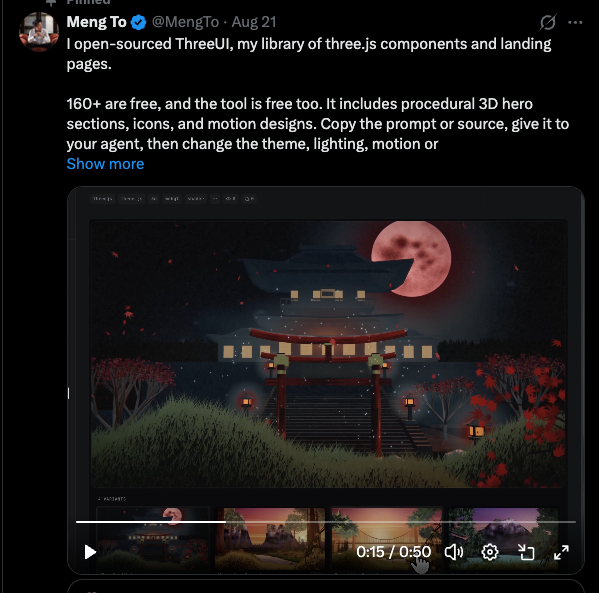 Pinned
Meng To @MengTo · Aug 21
I open-sourced ThreeUI, my library of three.js components and landing
pages.
160+ are free, and the tool is free too. It includes procedural 3D hero
sections, icons, and motion designs. Copy the prompt or source, give it to
your agent, then change the theme, lighting, motion or
Show more
0:15 / 0:50